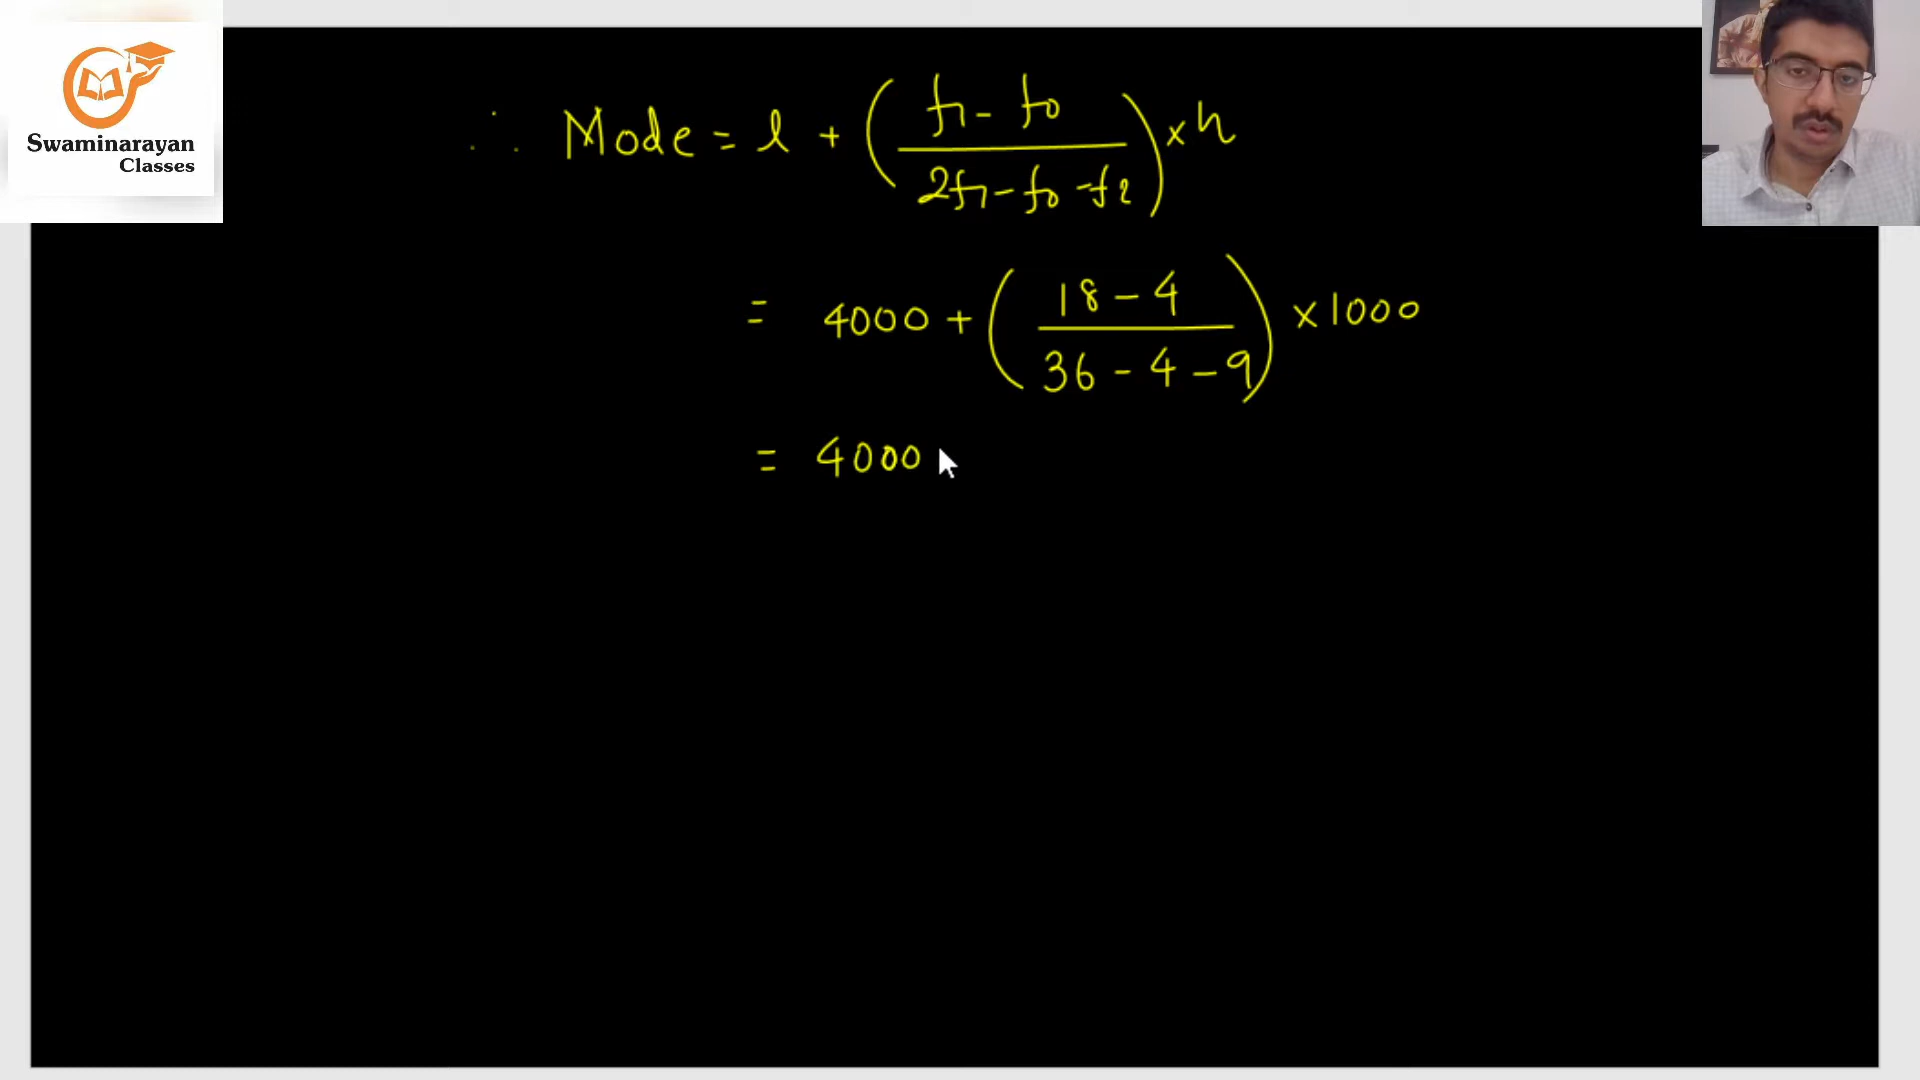 Swaminarayan
Classes
∴ Mode = l + ( f1 - f0 / 2f1 - f0 - f2 ) × h
= 4000 + ( 18 - 4 / 36 - 4 - 9 ) × 1000
= 4000